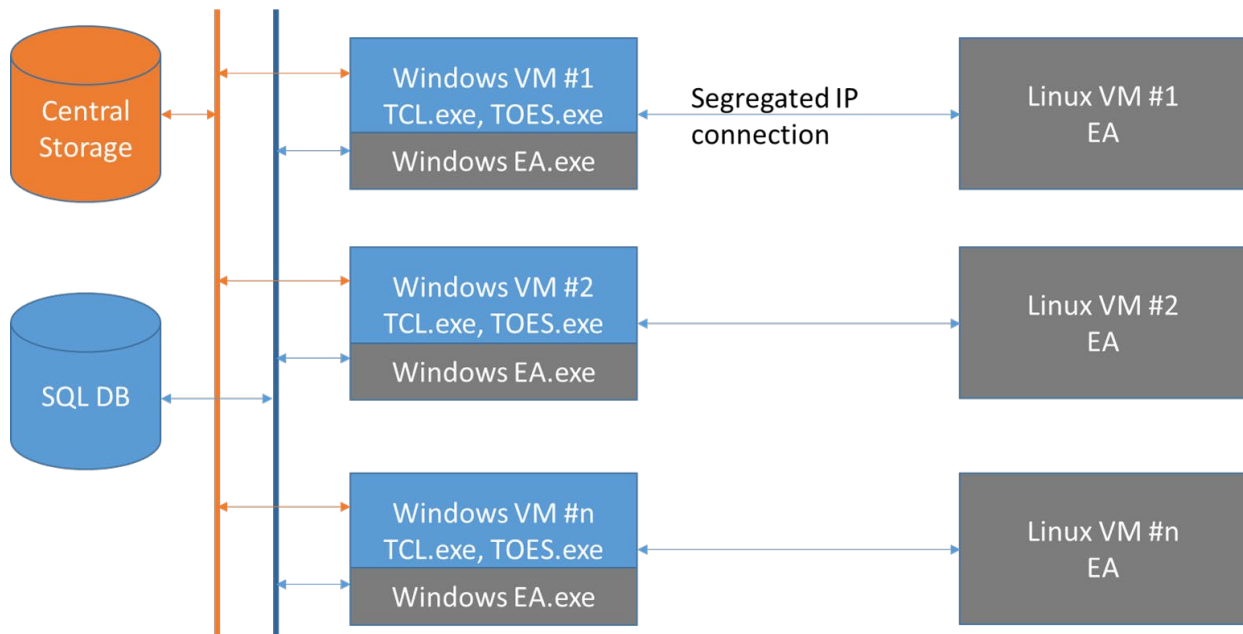 Central
Storage
Windows VM #1
TCL.exe, TOES.exe
Windows EA.exe
Segregated IP
connection
Linux VM #1
EA
SQL DB
Windows VM #2
TCL.exe, TOES.exe
Windows EA.exe
Linux VM #2
EA
Windows VM #n
TCL.exe, TOES.exe
Windows EA.exe
Linux VM #n
EA